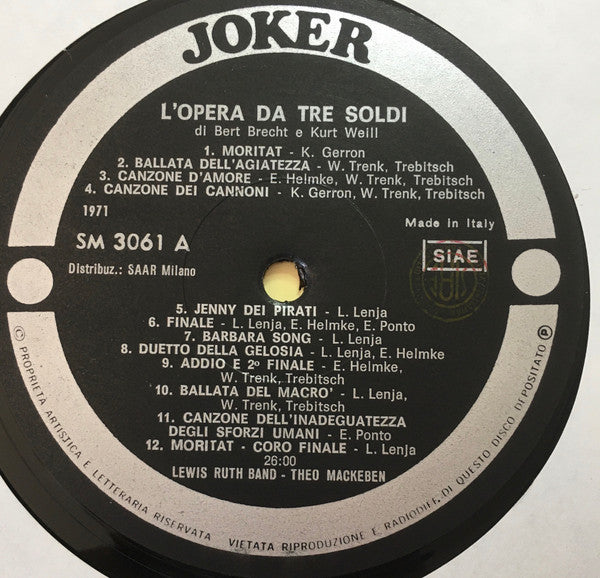 JOKER
L'OPERA DA TRE SOLDI
di Bert Brecht e Kurt Weill
1. MORITAT - K. Gerron
2. BALLATA DELL'AGIATEZZA - W. Trenk, Trebitsch
3. CANZONE D'AMORE - E. Helmke, W. Trenk, Trebitsch
4. CANZONE DEI CANNONI - K. Gerron, W. Trenk, Trebitsch
1971
Made in Italy
SM 3061 A
SIAE
Distribuz.: SAAR Milano
5. JENNY DEI PIRATI - L. Lenja
6. FINALE - L. Lenja, E. Helmke, E. Ponto
7. BARBARA SONG - L. Lenja
8. DUETTO DELLA GELOSIA - L. Lenja, E. Helmke
9. ADDIO E 2º FINALE - E. Helmke,
W. Trenk, Trebitsch
10. BALLATA DEL MACRO' - L. Lenja,
W. Trenk, Trebitsch
11. CANZONE DELL'INADEGUATEZZA
DEGLI SFORZI UMANI - E. Ponto
12. MORITAT - CORO FINALE - L. Lenja
26:00
LEWIS RUTH BAND - THEO MACKEBEN
© PROPRIETA ARTISTICA E LETTERARIA RISERVATA VIETATA RIPRODUZIONE E RADIODIFF. DI QUESTO DISCO DEPOSITATO Ⓟ